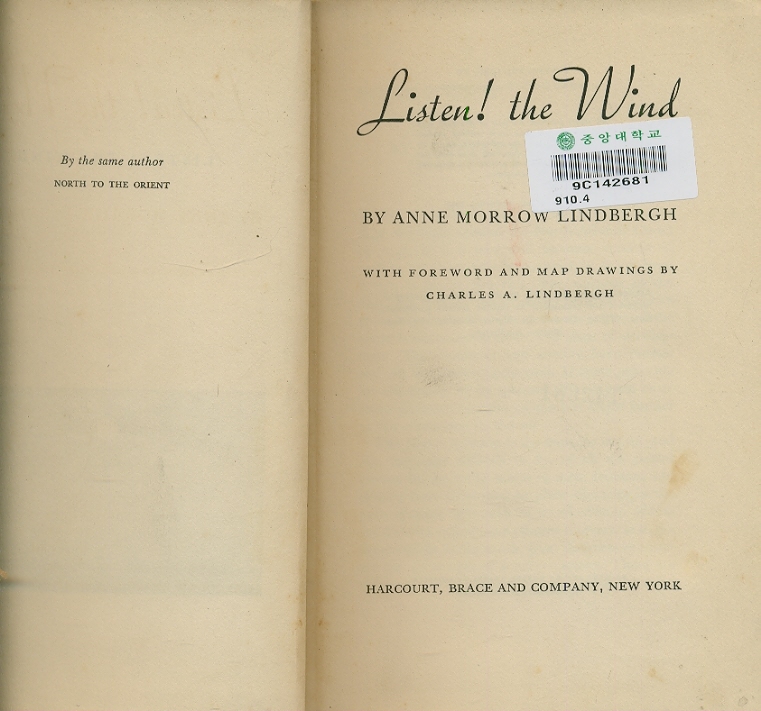 By the same author
NORTH TO THE ORIENT
Listen! the Wind
중앙대학교
9C142681
910.4
BY ANNE MORROW LINDBERGH
WITH FOREWORD AND MAP DRAWINGS BY
CHARLES A. LINDBERGH
HARCOURT, BRACE AND COMPANY, NEW YORK